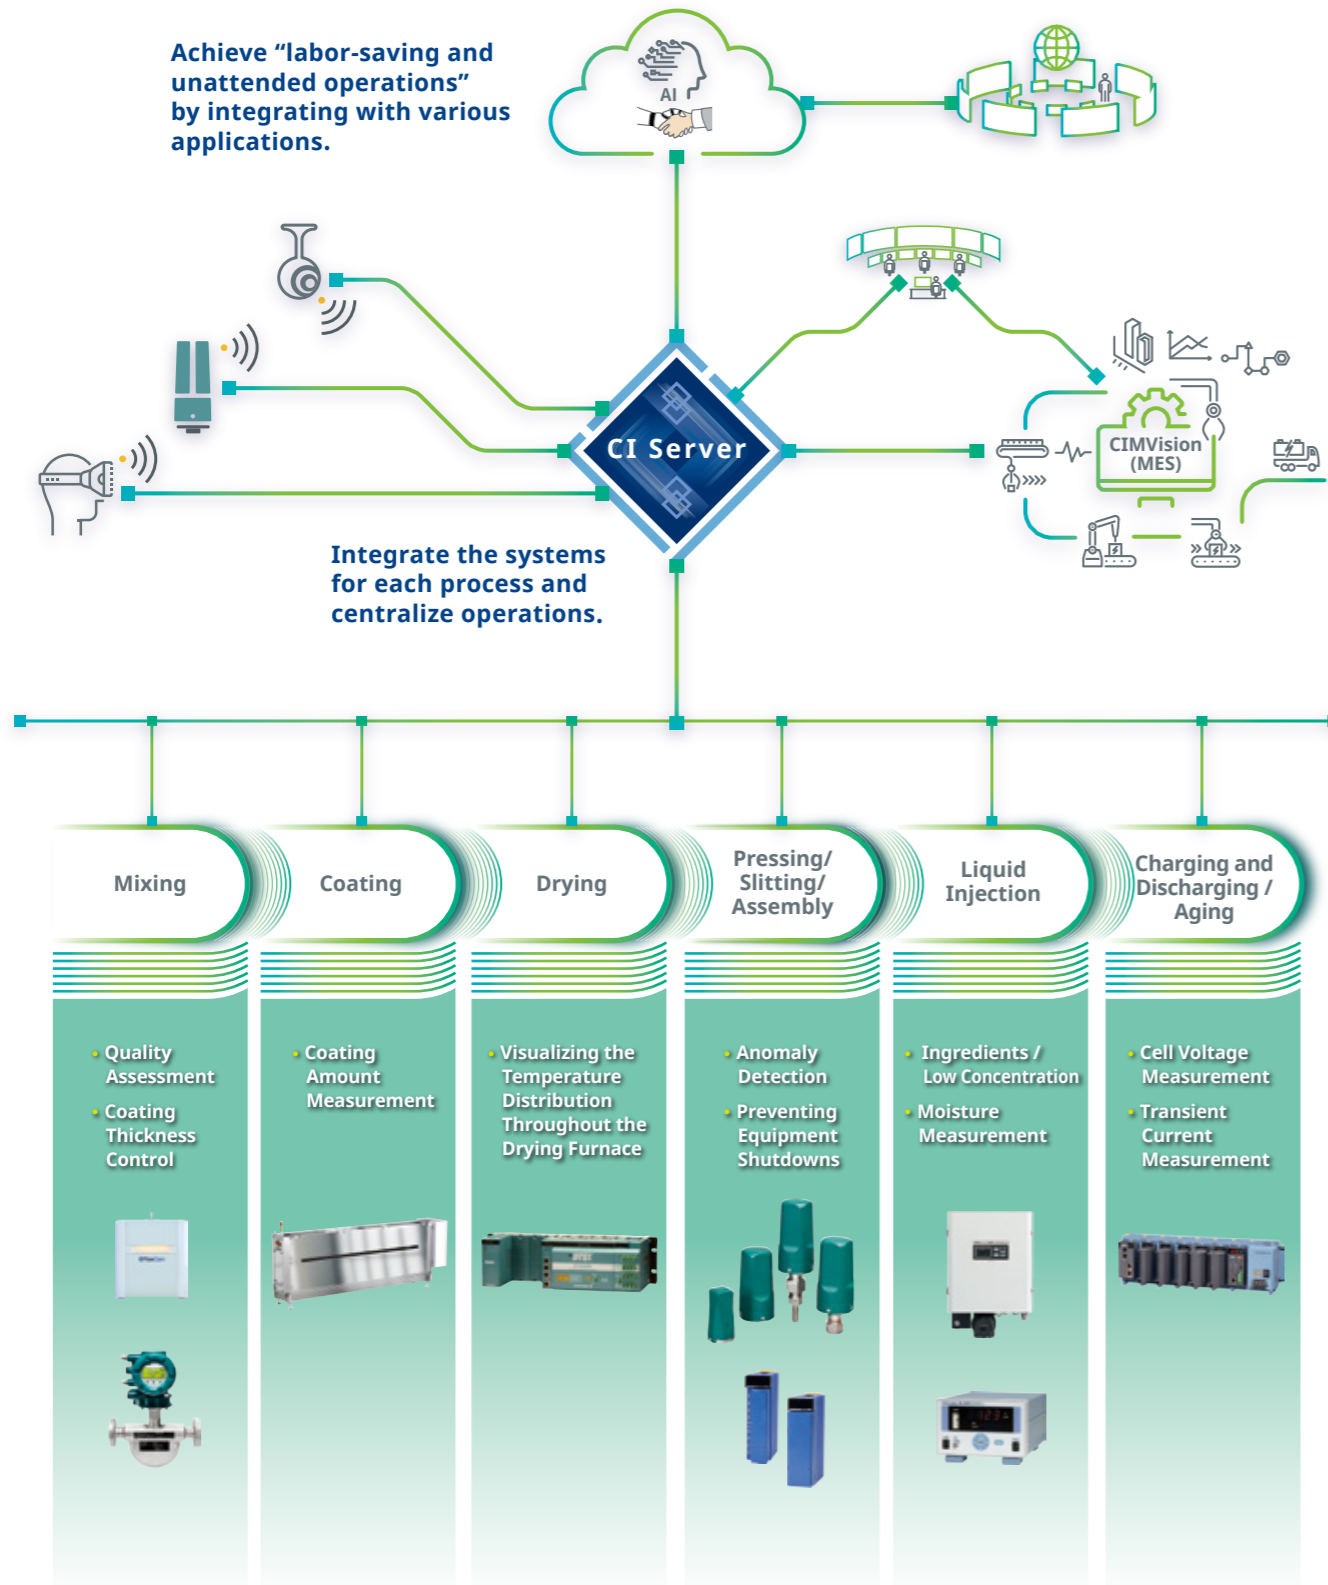 Achieve “labor-saving and
unattended operations”
by integrating with various
applications.
AI
CI Server
CIMVision
(MES)
Integrate the systems
for each process and
centralize operations.
Mixing
Coating
Drying
Pressing/
Slitting/
Assembly
Liquid
Injection
Charging and
Discharging /
Aging
• Quality
Assessment
• Coating
Thickness
Control
• Coating
Amount
Measurement
• Visualizing the
Temperature
Distribution
Throughout the
Drying Furnace
• Anomaly
Detection
• Preventing
Equipment
Shutdowns
• Ingredients /
Low Concentration
• Moisture
Measurement
• Cell Voltage
Measurement
• Transient
Current
Measurement